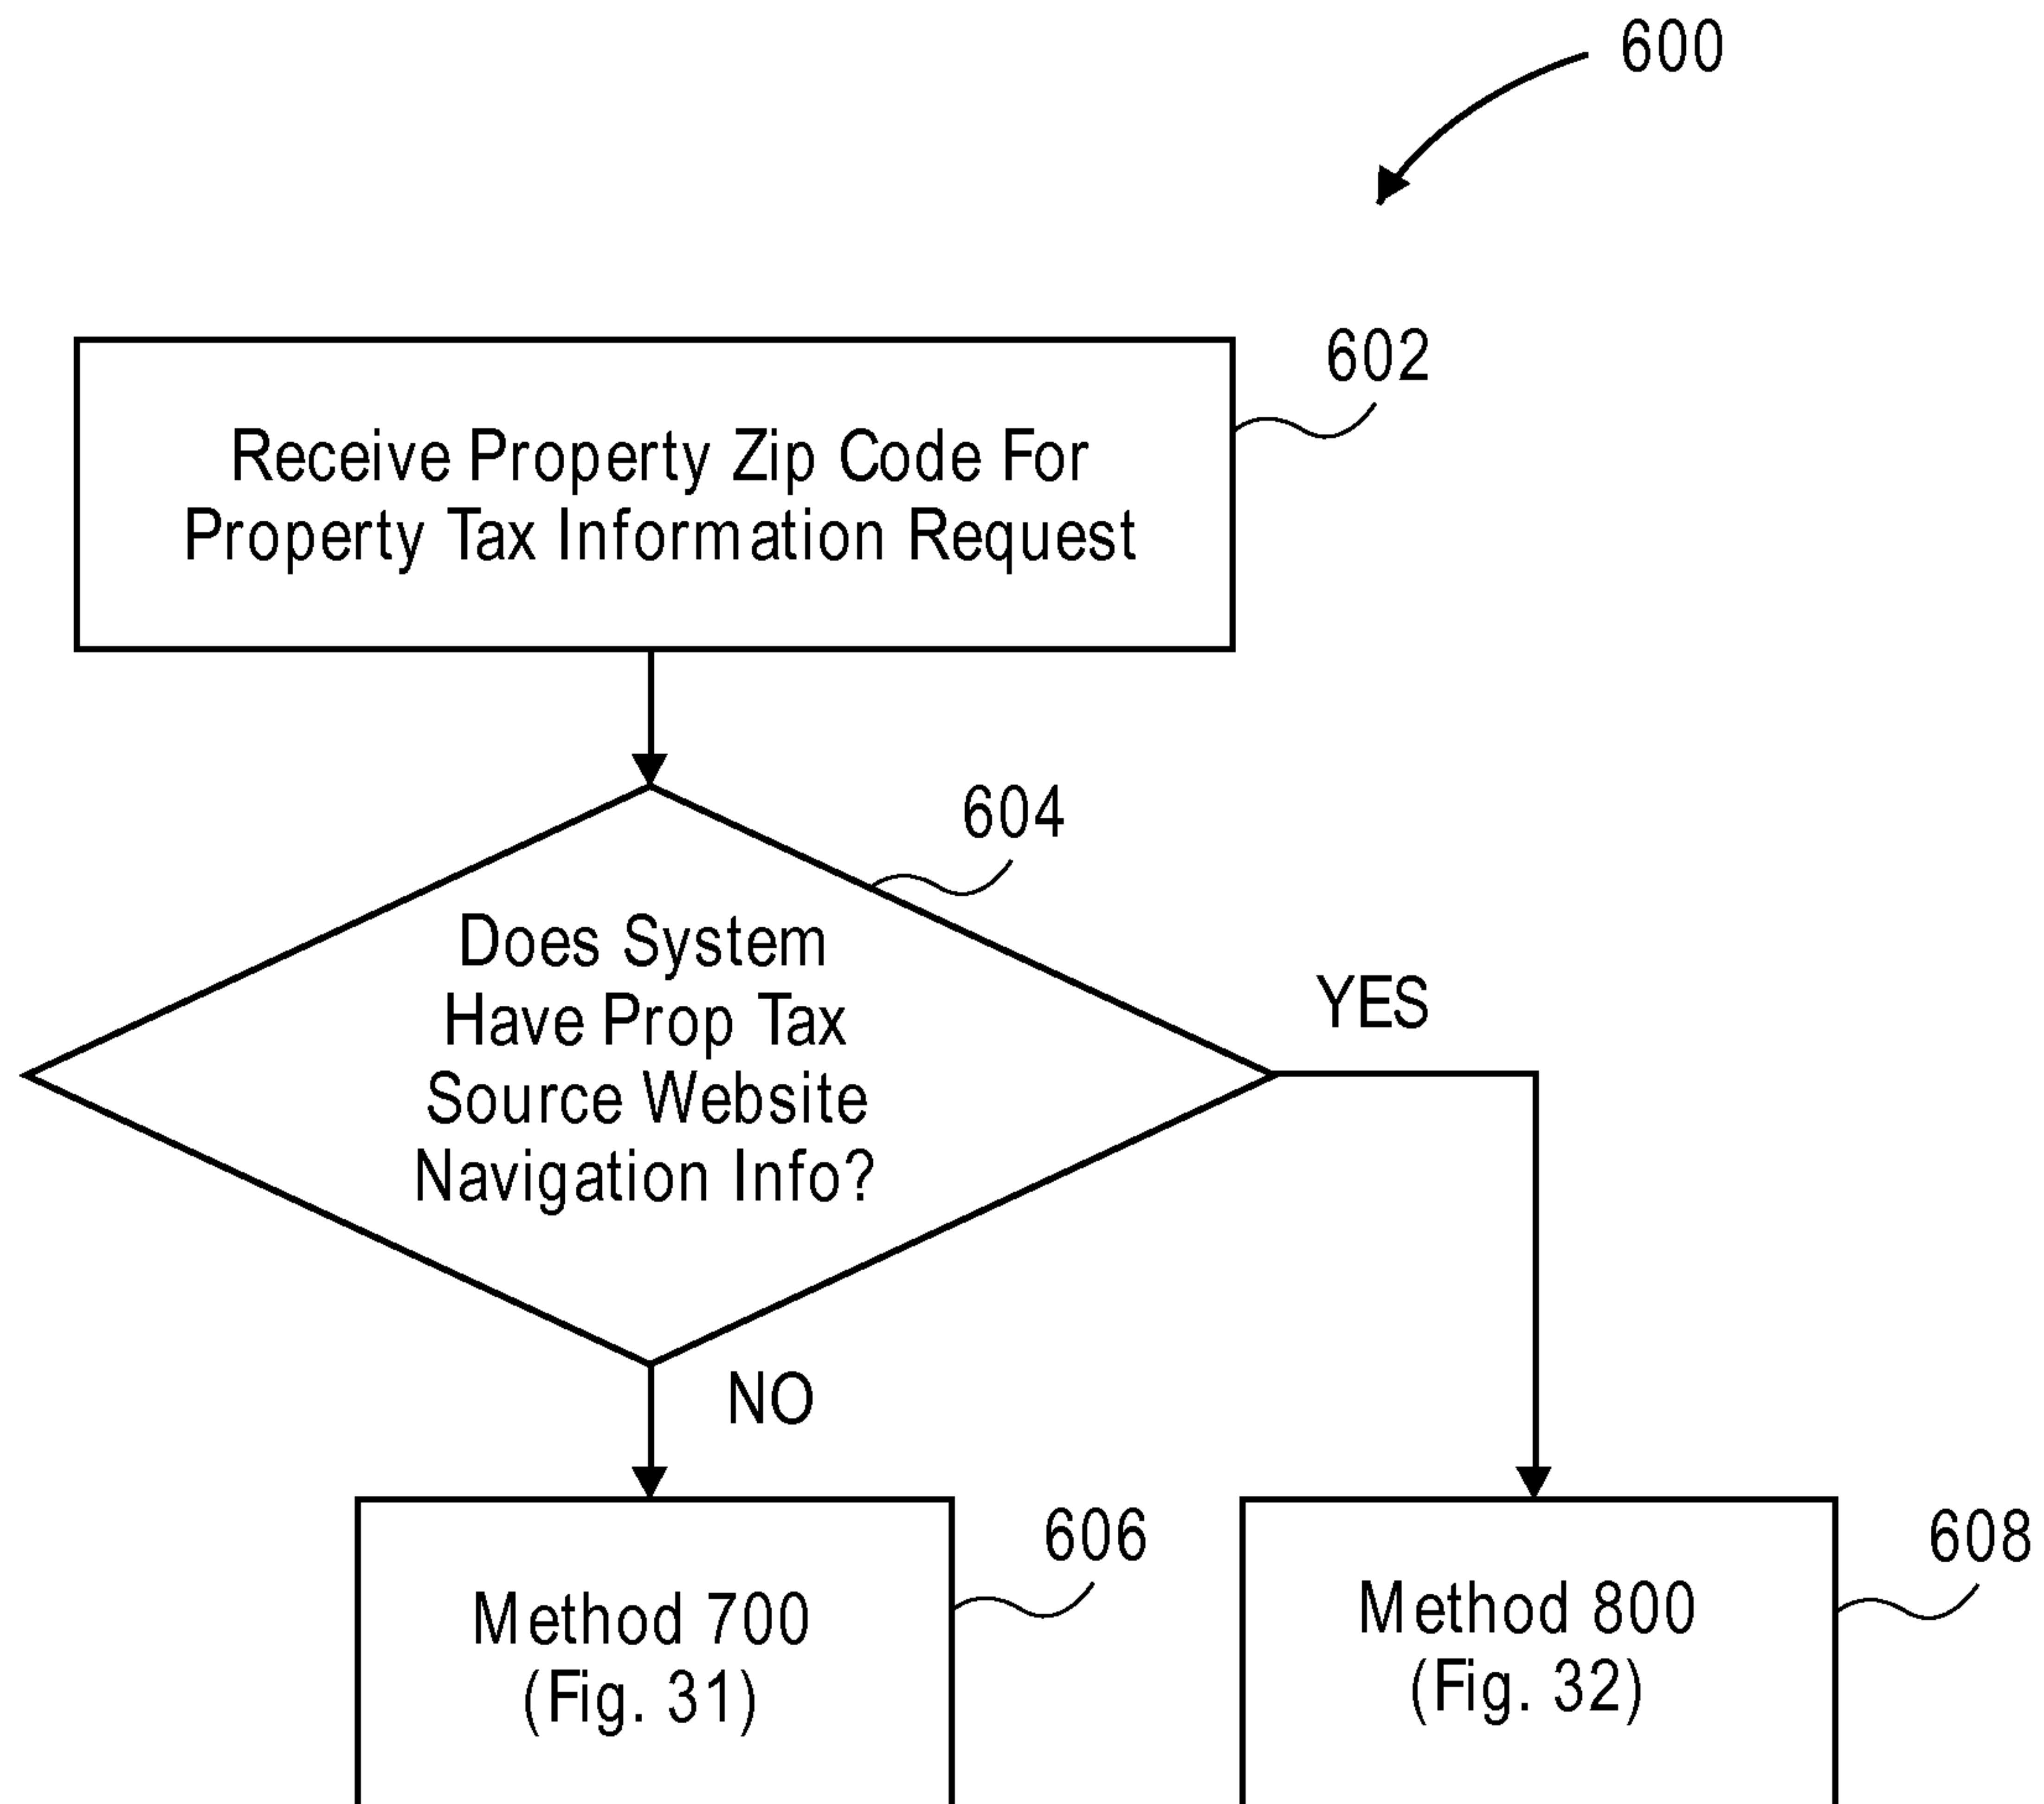 600
602
Receive Property Zip Code For
Property Tax Information Request
604
Does System
Have Prop Tax
Source Website
Navigation Info?
YES
NO
606
Method 700
(Fig. 31)
608
Method 800
(Fig. 32)